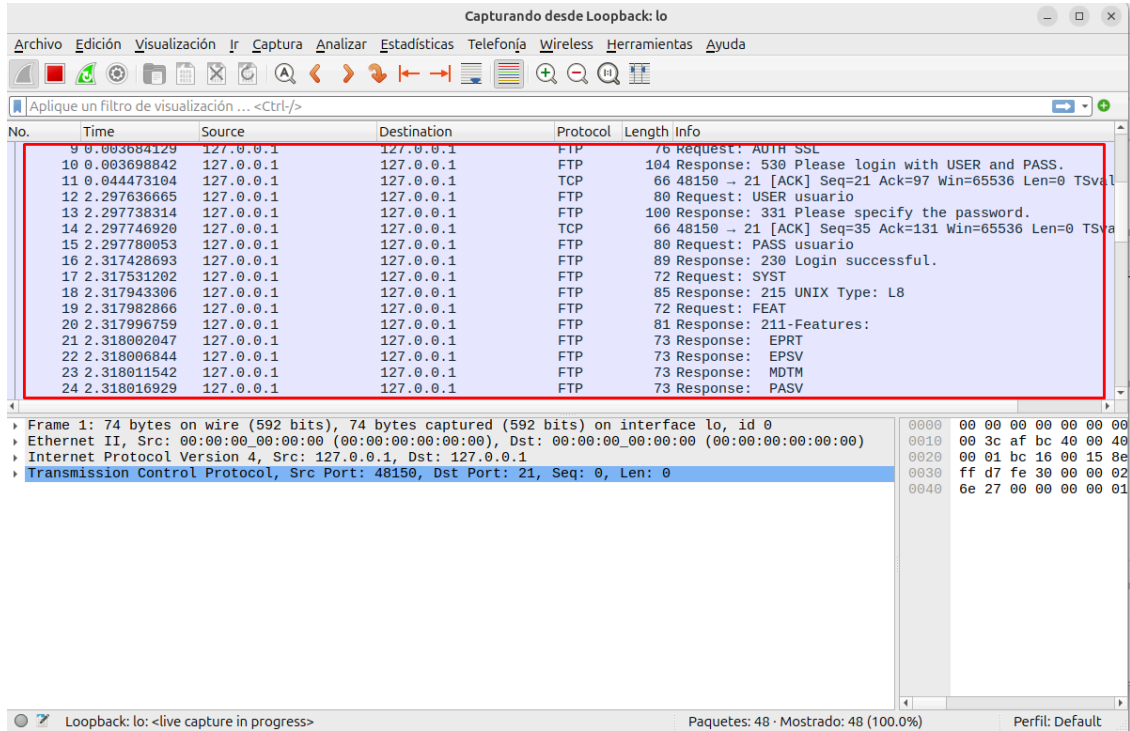 Capturando desde Loopback: lo
Archivo Edición Visualización Ir Captura Analizar Estadísticas Telefonía Wireless Herramientas Ayuda
Aplique un filtro de visualización … <Ctrl-/>
No. Time Source Destination Protocol Length Info
9 0.003684129 127.0.0.1 127.0.0.1 FTP 76 Request: AUTH SSL
10 0.003698842 127.0.0.1 127.0.0.1 FTP 104 Response: 530 Please login with USER and PASS.
11 0.044473104 127.0.0.1 127.0.0.1 TCP 66 48150 → 21 [ACK] Seq=21 Ack=97 Win=65536 Len=0 TSval
12 2.297636665 127.0.0.1 127.0.0.1 FTP 80 Request: USER usuario
13 2.297738314 127.0.0.1 127.0.0.1 FTP 100 Response: 331 Please specify the password.
14 2.297746920 127.0.0.1 127.0.0.1 TCP 66 48150 → 21 [ACK] Seq=35 Ack=131 Win=65536 Len=0 TSva
15 2.297780053 127.0.0.1 127.0.0.1 FTP 80 Request: PASS usuario
16 2.317428693 127.0.0.1 127.0.0.1 FTP 89 Response: 230 Login successful.
17 2.317531202 127.0.0.1 127.0.0.1 FTP 72 Request: SYST
18 2.317943306 127.0.0.1 127.0.0.1 FTP 85 Response: 215 UNIX Type: L8
19 2.317982866 127.0.0.1 127.0.0.1 FTP 72 Request: FEAT
20 2.317996759 127.0.0.1 127.0.0.1 FTP 81 Response: 211-Features:
21 2.318002047 127.0.0.1 127.0.0.1 FTP 73 Response: EPRT
22 2.318006844 127.0.0.1 127.0.0.1 FTP 73 Response: EPSV
23 2.318011542 127.0.0.1 127.0.0.1 FTP 73 Response: MDTM
24 2.318016929 127.0.0.1 127.0.0.1 FTP 73 Response: PASV
Frame 1: 74 bytes on wire (592 bits), 74 bytes captured (592 bits) on interface lo, id 0
Ethernet II, Src: 00:00:00_00:00:00 (00:00:00:00:00:00), Dst: 00:00:00_00:00:00 (00:00:00:00:00:00)
Internet Protocol Version 4, Src: 127.0.0.1, Dst: 127.0.0.1
Transmission Control Protocol, Src Port: 48150, Dst Port: 21, Seq: 0, Len: 0
0000 00 00 00 00 00 00 00
0010 00 3c af bc 40 00 40
0020 00 01 bc 16 00 15 8e
0030 ff d7 fe 30 00 00 02
0040 6e 27 00 00 00 00 01
Loopback: lo: <live capture in progress> Paquetes: 48 · Mostrado: 48 (100.0%) Perfil: Default